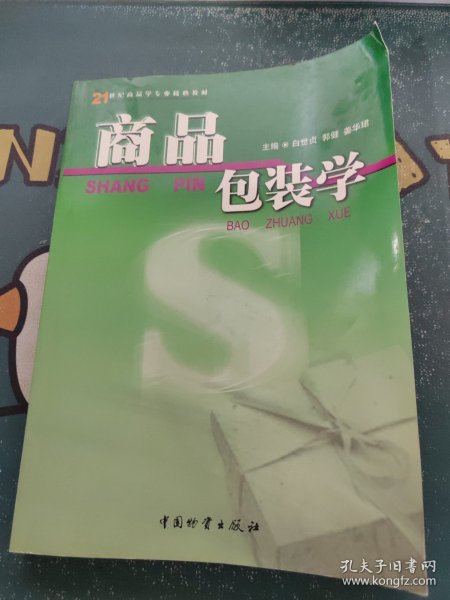 21世纪商品学专业核心教材
主编 白世贞 郭健 姜华珺
商品
SHANG PIN
包装学
BAO ZHUANG XUE
S
中国物资出版社
孔夫子旧书网
www.kongfz.com